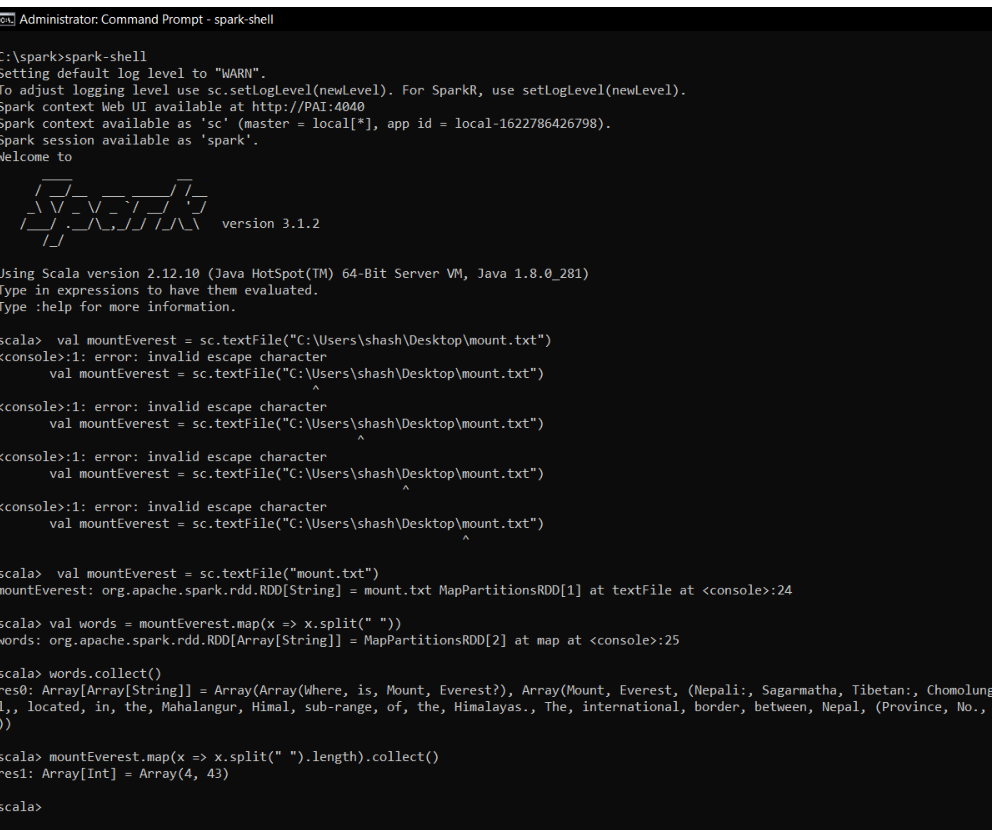 Administrator: Command Prompt - spark-shell
C:\spark>spark-shell
Setting default log level to "WARN".
To adjust logging level use sc.setLogLevel(newLevel). For SparkR, use setLogLevel(newLevel).
Spark context Web UI available at http://PAI:4040
Spark context available as 'sc' (master = local[*], app id = local-1622786426798).
Spark session available as 'spark'.
Welcome to
      ____              __
     / __/__  ___ _____/ /__
    _\ \/ _ \/ _ `/ __/  '_/
   /___/ .__/\_,_/_/ /_/\_\   version 3.1.2
      /_/
Using Scala version 2.12.10 (Java HotSpot(TM) 64-Bit Server VM, Java 1.8.0_281)
Type in expressions to have them evaluated.
Type :help for more information.
scala>  val mountEverest = sc.textFile("C:\Users\shash\Desktop\mount.txt")
<console>:1: error: invalid escape character
       val mountEverest = sc.textFile("C:\Users\shash\Desktop\mount.txt")
                                          ^
<console>:1: error: invalid escape character
       val mountEverest = sc.textFile("C:\Users\shash\Desktop\mount.txt")
                                                ^
<console>:1: error: invalid escape character
       val mountEverest = sc.textFile("C:\Users\shash\Desktop\mount.txt")
                                                      ^
<console>:1: error: invalid escape character
       val mountEverest = sc.textFile("C:\Users\shash\Desktop\mount.txt")
                                                              ^
scala>  val mountEverest = sc.textFile("mount.txt")
mountEverest: org.apache.spark.rdd.RDD[String] = mount.txt MapPartitionsRDD[1] at textFile at <console>:24
scala> val words = mountEverest.map(x => x.split(" "))
words: org.apache.spark.rdd.RDD[Array[String]] = MapPartitionsRDD[2] at map at <console>:25
scala> words.collect()
res0: Array[Array[String]] = Array(Array(Where, is, Mount, Everest?), Array(Mount, Everest, (Nepali:, Sagarmatha, Tibetan:, Chomolung
l,, located, in, the, Mahalangur, Himal, sub-range, of, the, Himalayas., The, international, border, between, Nepal, (Province, No.,
))
scala> mountEverest.map(x => x.split(" ").length).collect()
res1: Array[Int] = Array(4, 43)
scala>